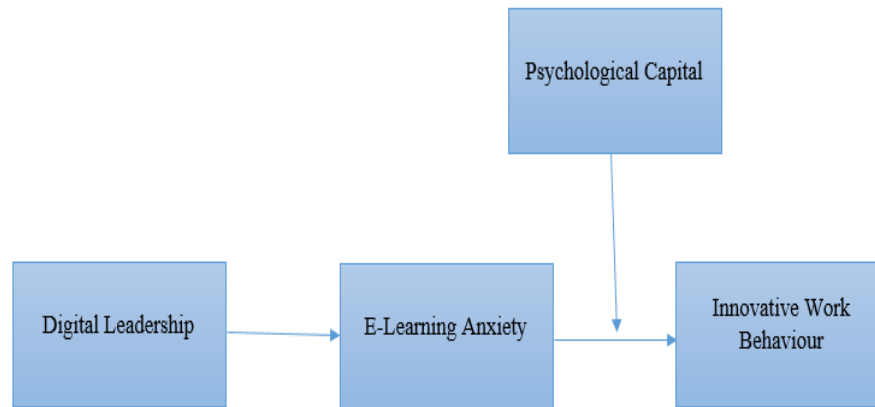 Psychological Capital
Digital Leadership
E-Learning Anxiety
Innovative Work
Behaviour